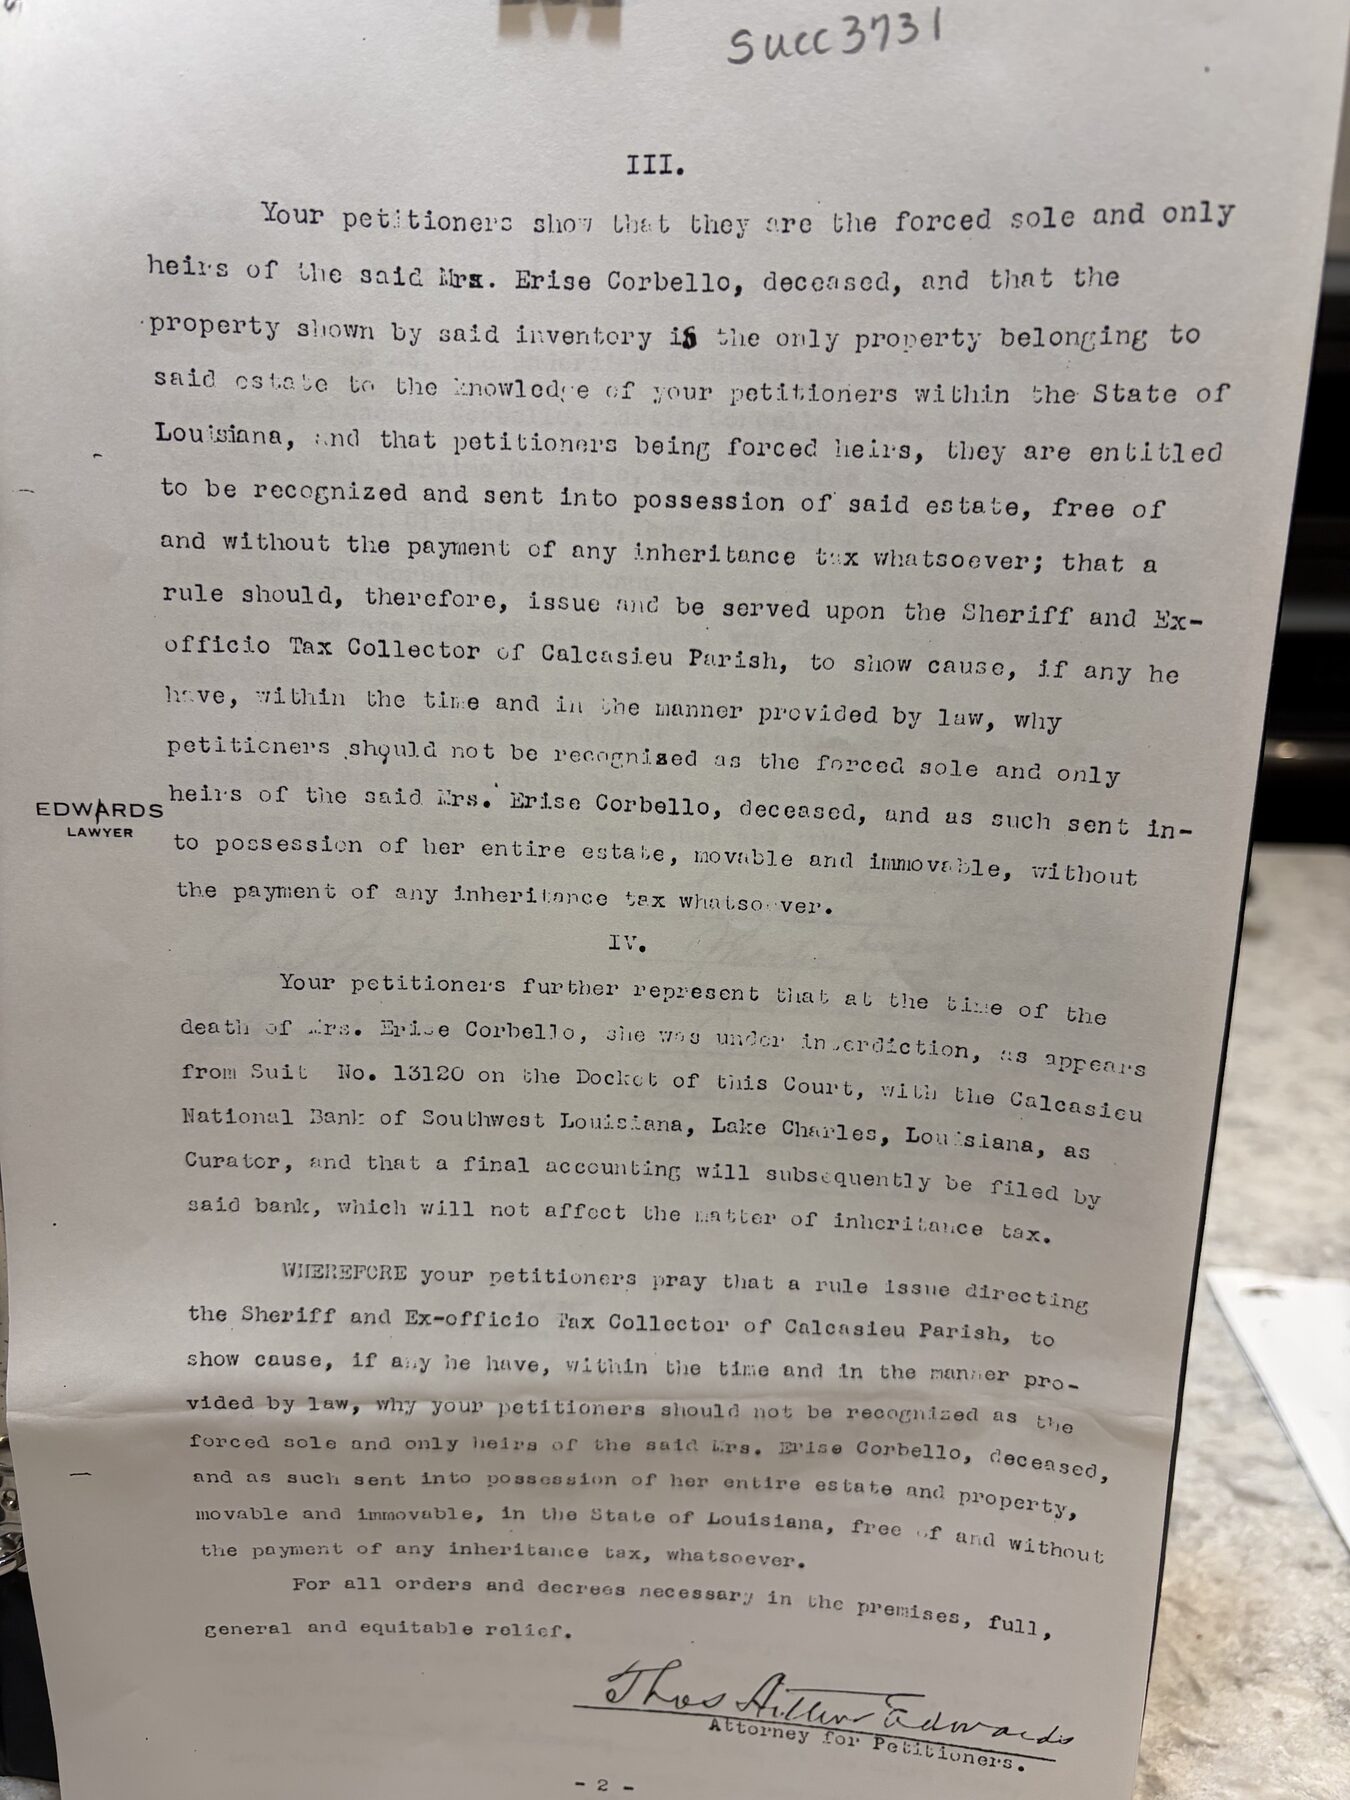 Succ 3731
III.
Your petitioners show that they are the forced sole and only
heirs of the said Mrs. Erise Corbello, deceased, and that the
property shown by said inventory is the only property belonging to
said estate to the knowledge of your petitioners within the State of
Louisiana, and that petitioners being forced heirs, they are entitled
to be recognized and sent into possession of said estate, free of
and without the payment of any inheritance tax whatsoever; that a
rule should, therefore, issue and be served upon the Sheriff and Ex-
officio Tax Collector of Calcasieu Parish, to show cause, if any he
have, within the time and in the manner provided by law, why
petitioners should not be recognized as the forced sole and only
heirs of the said Mrs. Erise Corbello, deceased, and as such sent in-
to possession of her entire estate, movable and immovable, without
the payment of any inheritance tax whatsoever.
EDWARDS
LAWYER
IV.
Your petitioners further represent that at the time of the
death of Mrs. Erise Corbello, she was under interdiction, as appears
from Suit No. 13120 on the Docket of this Court, with the Calcasieu
National Bank of Southwest Louisiana, Lake Charles, Louisiana, as
Curator, and that a final accounting will subsequently be filed by
said bank, which will not affect the matter of inheritance tax.
WHEREFORE your petitioners pray that a rule issue directing
the Sheriff and Ex-officio Tax Collector of Calcasieu Parish, to
show cause, if any he have, within the time and in the manner pro-
vided by law, why your petitioners should not be recognized as the
forced sole and only heirs of the said Mrs. Erise Corbello, deceased,
and as such sent into possession of her entire estate and property,
movable and immovable, in the State of Louisiana, free of and without
the payment of any inheritance tax, whatsoever.
For all orders and decrees necessary in the premises, full,
general and equitable relief.
Thos Edwards
Attorney for Petitioners.
- 2 -